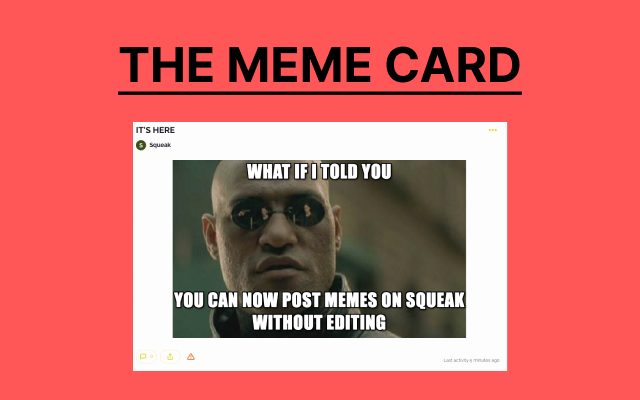 THE MEME CARD
IT'S HERE
S Squeak
WHAT IF I TOLD YOU
YOU CAN NOW POST MEMES ON SQUEAK
WITHOUT EDITING
0
Last activity 9 minutes ago